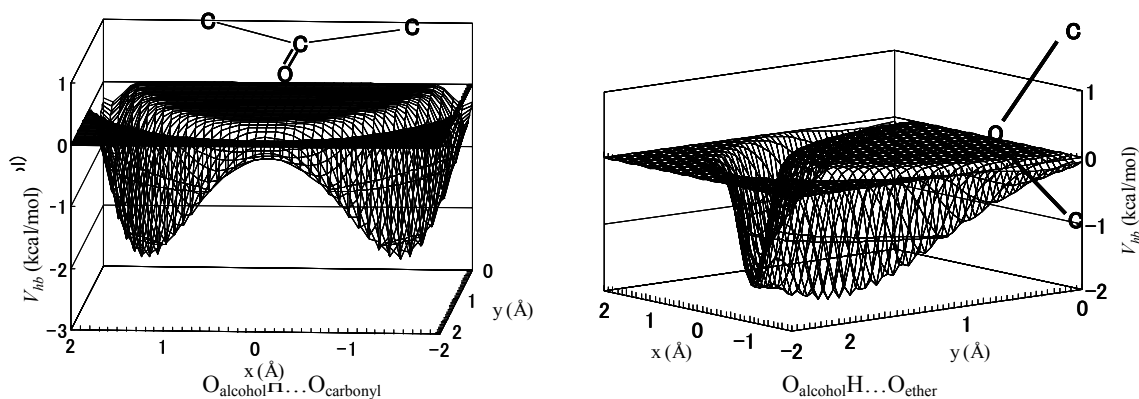 C C
C
O
1
0
-1
-2
-3
V_hb (kcal/mol)
2 1 0 -1 -2
x (Å)
0
1
2
y (Å)
O_alcohol H…O_carbonyl
C
O
C
1
0
-1
-2
V_hb (kcal/mol)
2 1 0 -1 -2
x (Å)
2 1 0
y (Å)
O_alcohol H…O_ether